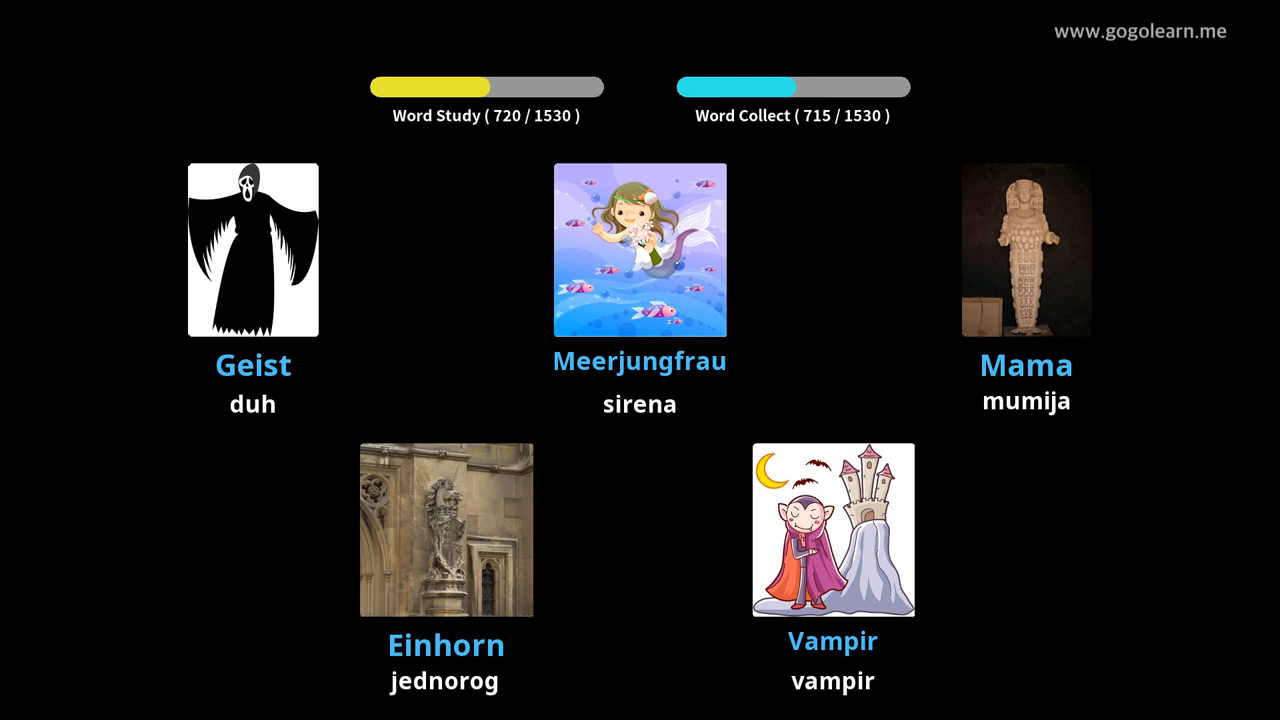 www.gogolearn.me
Word Study ( 720 / 1530 )
Word Collect ( 715 / 1530 )
Geist
duh
Meerjungfrau
sirena
Mama
mumija
Einhorn
jednorog
Vampir
vampir